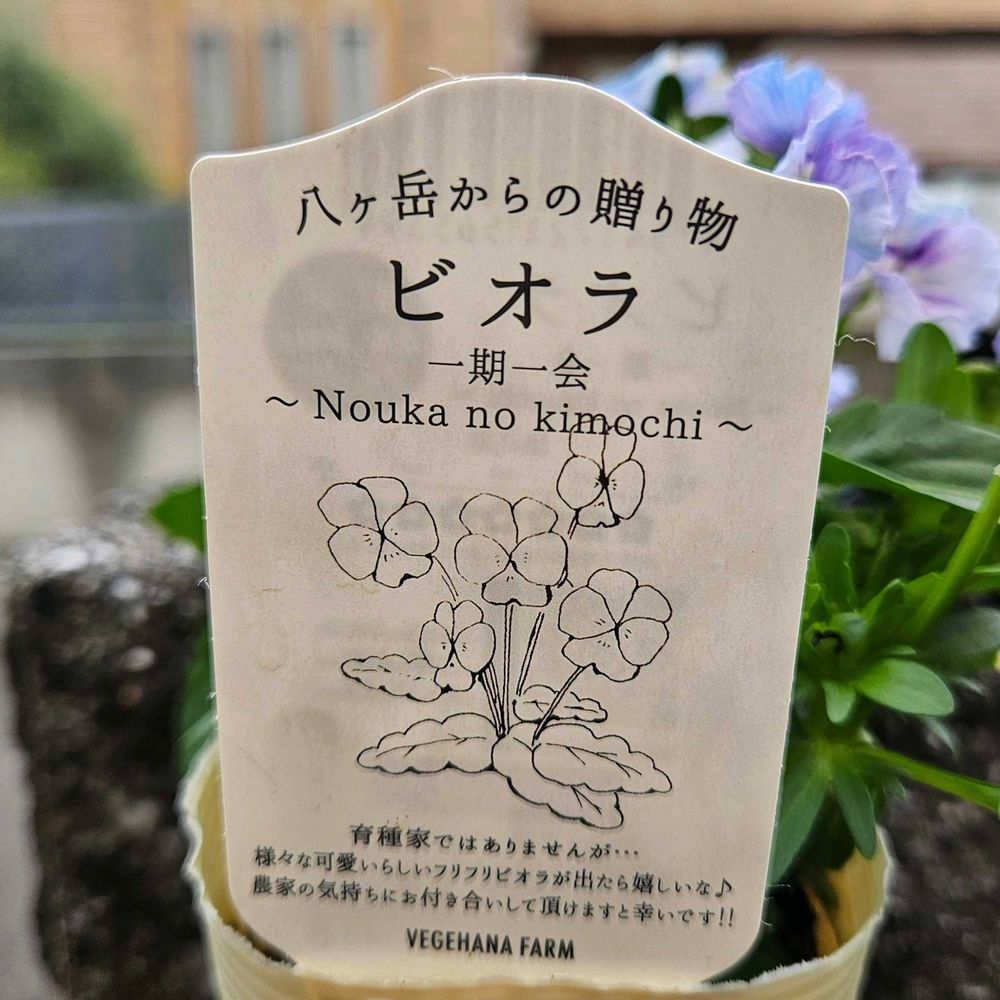 八ヶ岳からの贈り物
ビオラ
一期一会
～ Nouka no kimochi ～
育種家ではありませんが…
様々な可愛いらしいフリフリビオラが出たら嬉しいな♪
農家の気持ちにお付き合いして頂けますと幸いです!!
VEGEHANA FARM